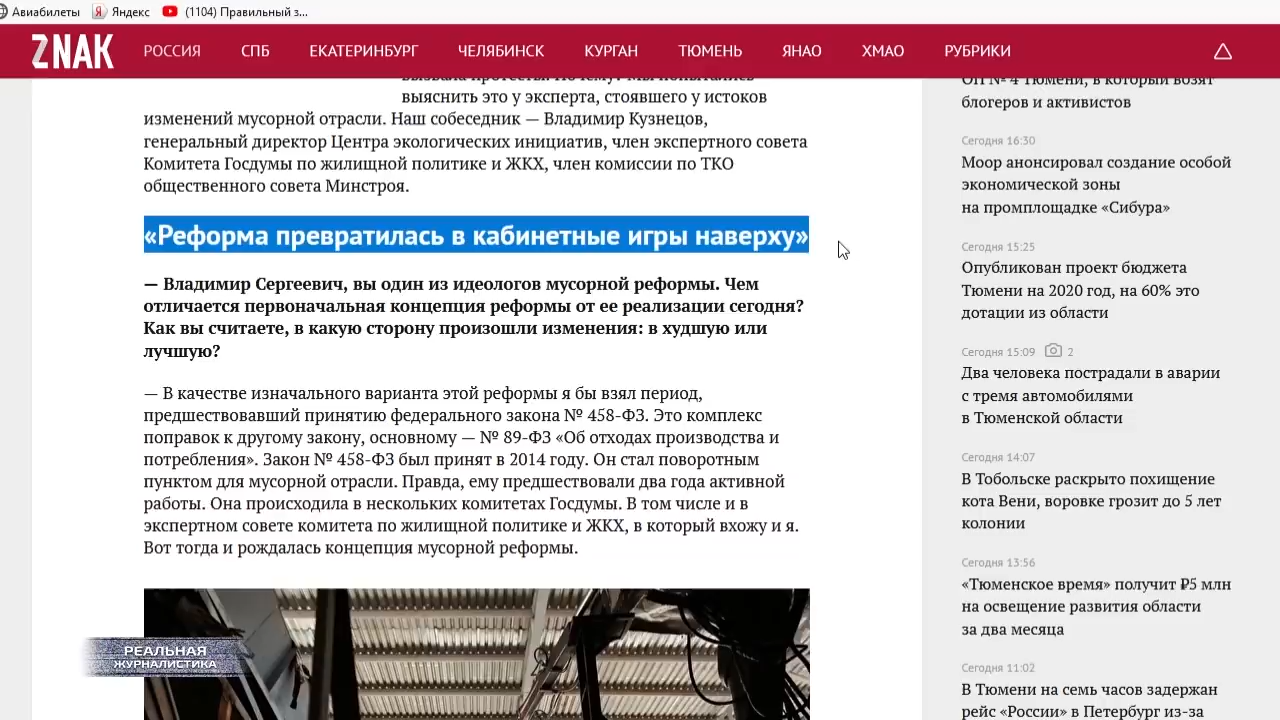 Авиабилеты Яндекс (1104) Правильный з...
ZNAK РОССИЯ СПБ ЕКАТЕРИНБУРГ ЧЕЛЯБИНСК КУРГАН ТЮМЕНЬ ЯНАО ХМАО РУБРИКИ
вызвала протесты. Почему? Мы попытались
выяснить это у эксперта, стоявшего у истоков
изменений мусорной отрасли. Наш собеседник — Владимир Кузнецов,
генеральный директор Центра экологических инициатив, член экспертного совета
Комитета Госдумы по жилищной политике и ЖКХ, член комиссии по ТКО
общественного совета Минстроя.
«Реформа превратилась в кабинетные игры наверху»
— Владимир Сергеевич, вы один из идеологов мусорной реформы. Чем
отличается первоначальная концепция реформы от ее реализации сегодня?
Как вы считаете, в какую сторону произошли изменения: в худшую или
лучшую?
— В качестве изначального варианта этой реформы я бы взял период,
предшествовавший принятию федерального закона № 458-ФЗ. Это комплекс
поправок к другому закону, основному — № 89-ФЗ «Об отходах производства и
потребления». Закон № 458-ФЗ был принят в 2014 году. Он стал поворотным
пунктом для мусорной отрасли. Правда, ему предшествовали два года активной
работы. Она происходила в нескольких комитетах Госдумы. В том числе и в
экспертном совете комитета по жилищной политике и ЖКХ, в который вхожу и я.
Вот тогда и рождалась концепция мусорной реформы.
РЕАЛЬНАЯ
ЖУРНАЛИСТИКА
ОП № 4 Тюмени, в который возят
блогеров и активистов
Сегодня 16:30
Моор анонсировал создание особой
экономической зоны
на промплощадке «Сибура»
Сегодня 15:25
Опубликован проект бюджета
Тюмени на 2020 год, на 60% это
дотации из области
Сегодня 15:09 2
Два человека пострадали в аварии
с тремя автомобилями
в Тюменской области
Сегодня 14:07
В Тобольске раскрыто похищение
кота Вени, воровке грозит до 5 лет
колонии
Сегодня 13:56
«Тюменское время» получит ₽5 млн
на освещение развития области
за два месяца
Сегодня 11:02
В Тюмени на семь часов задержан
рейс «России» в Петербург из-за